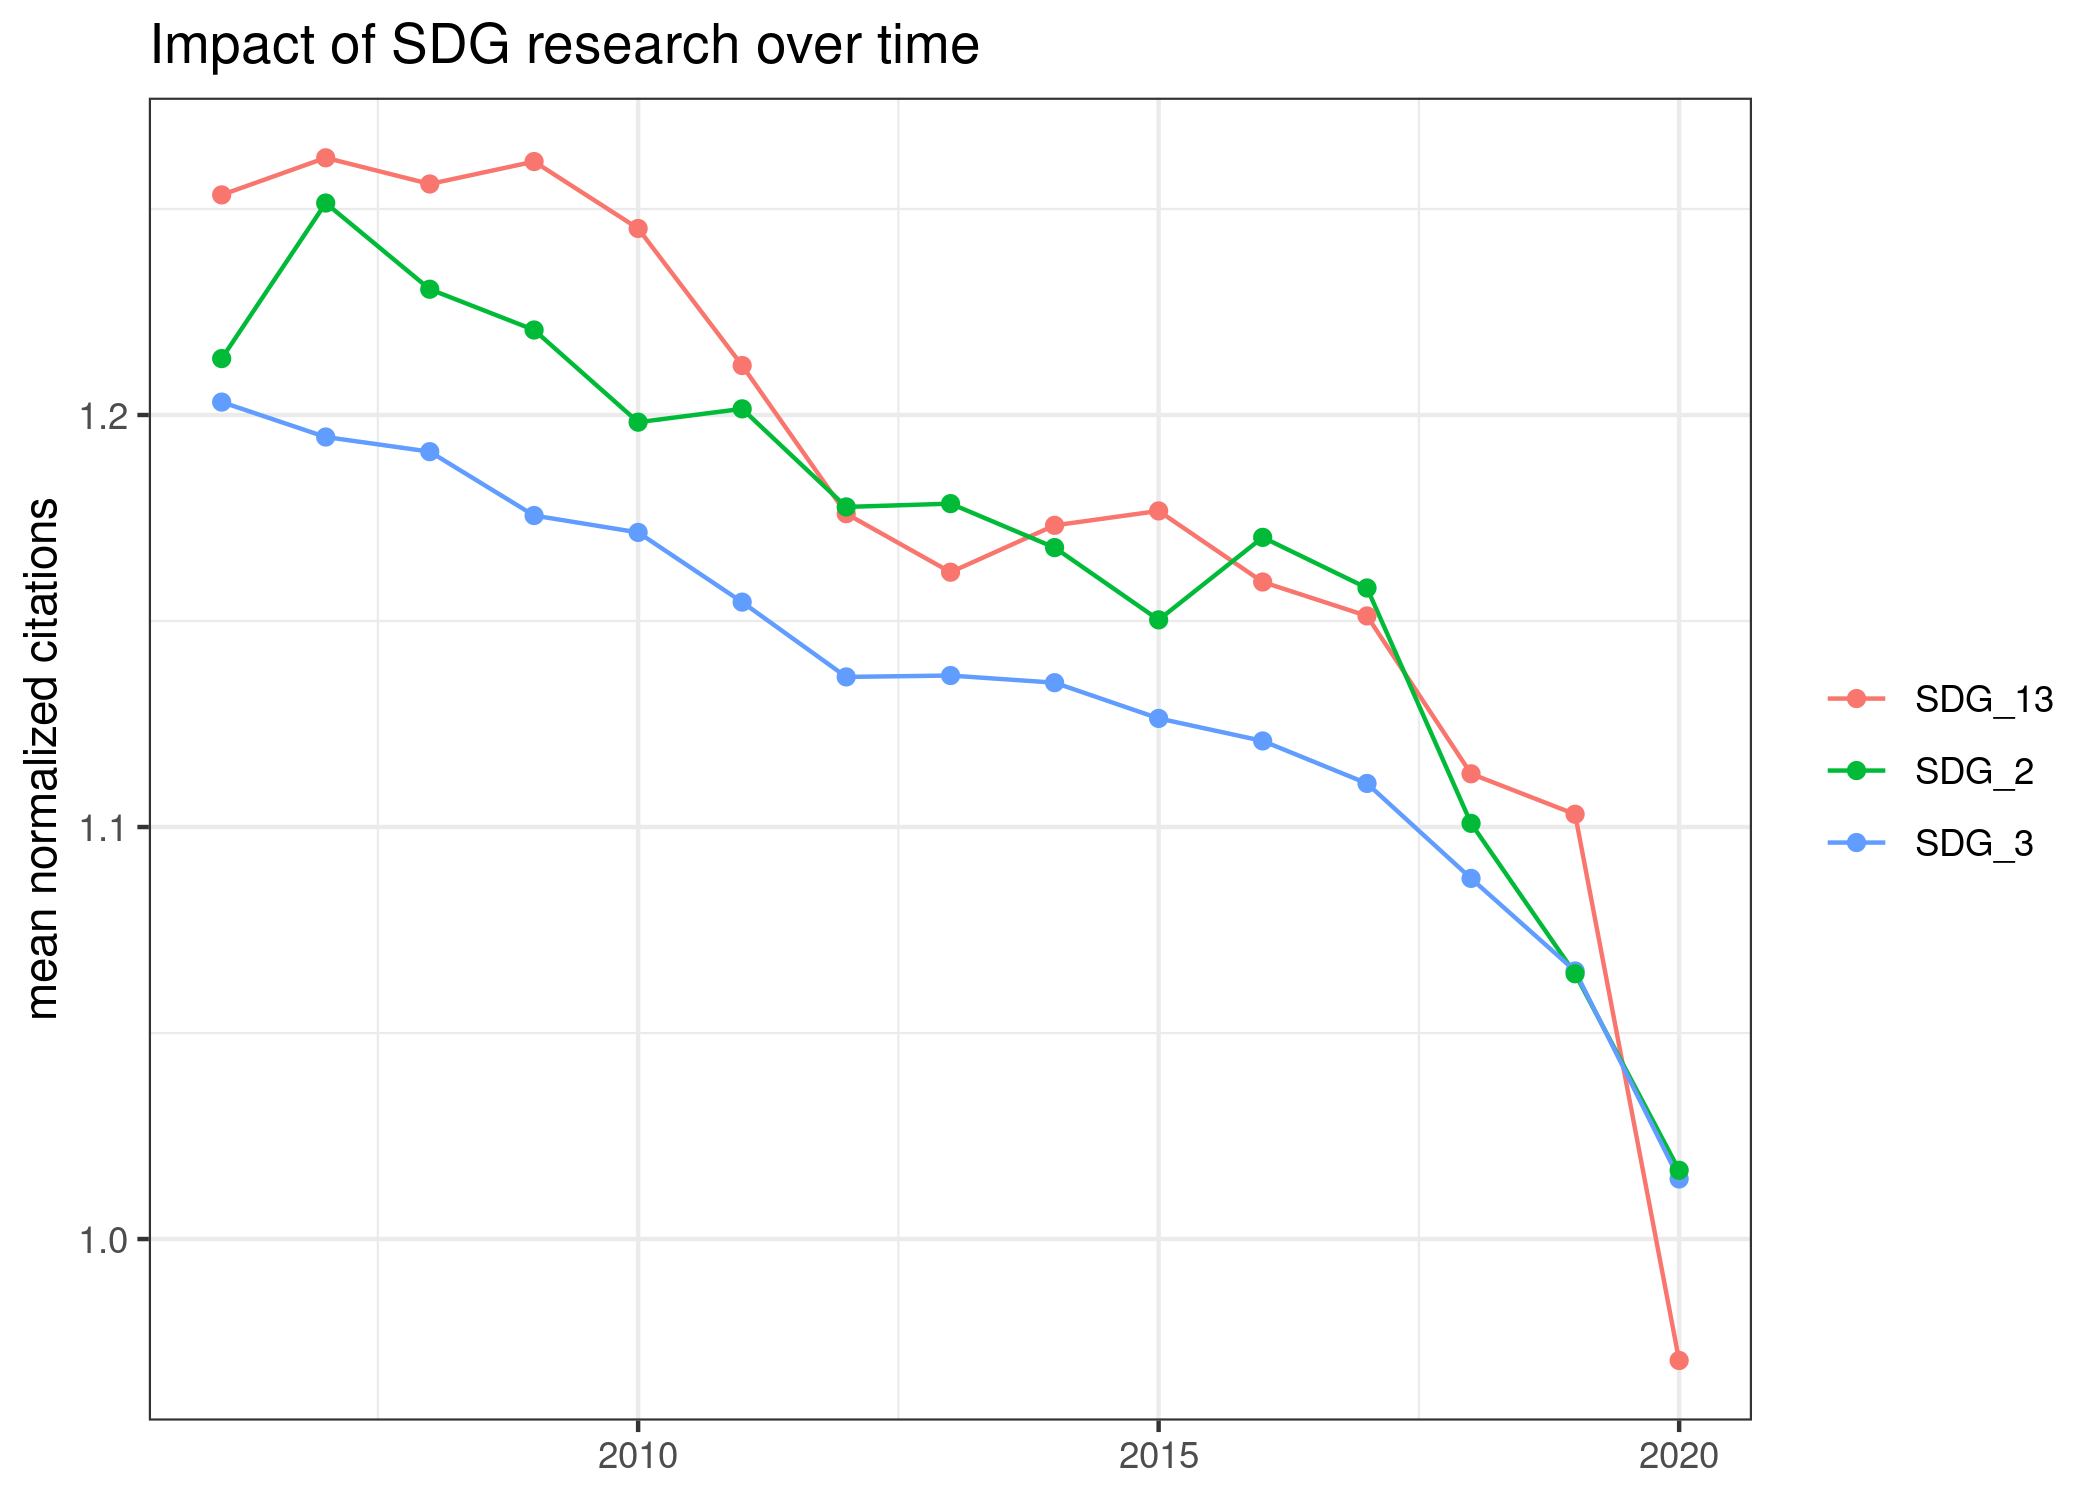 Impact of SDG research over time
mean normalized citations
1.2
1.1
1.0
2010
2015
2020
SDG_13
SDG_2
SDG_3